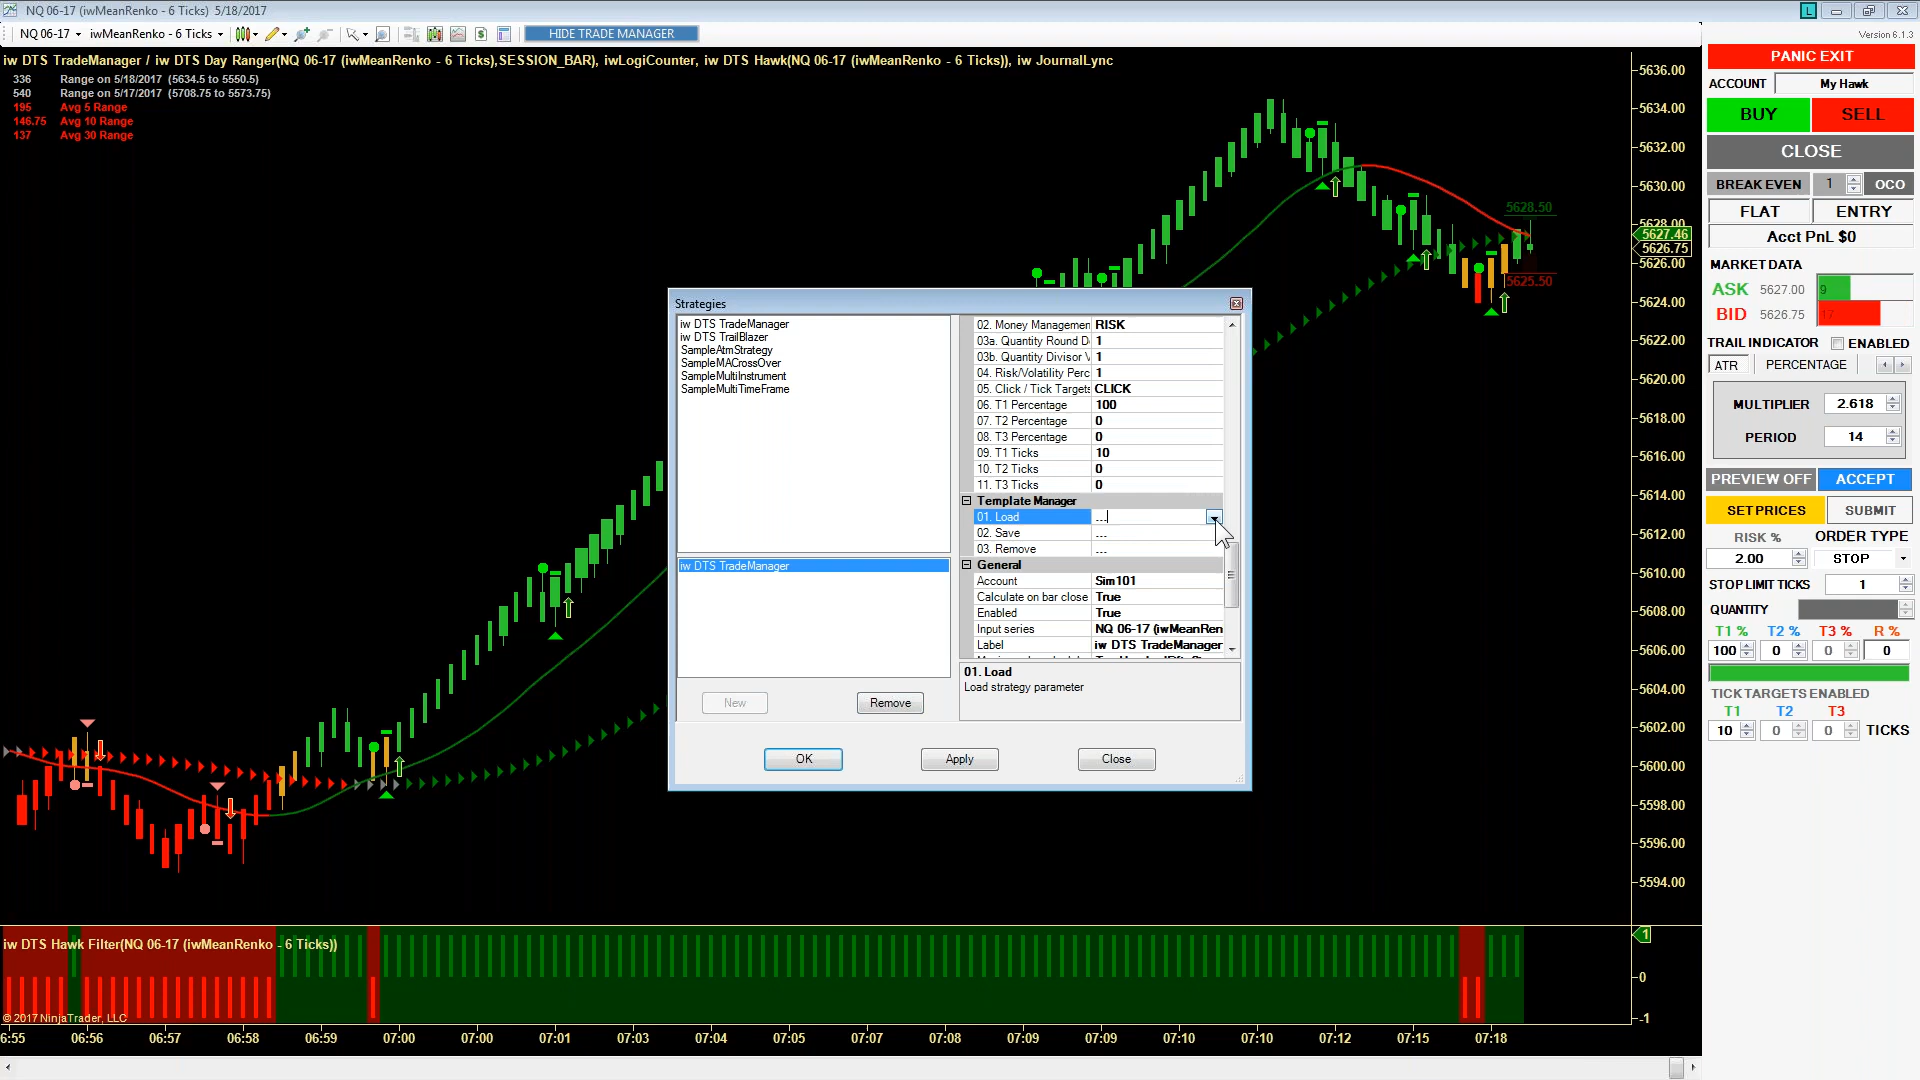 NQ 06-17 (iwMeanRenko - 6 Ticks)  5/18/2017
NQ 06-17 iwMeanRenko - 6 Ticks HIDE TRADE MANAGER
iw DTS TradeManager / iw DTS Day Ranger(NQ 06-17 (iwMeanRenko - 6 Ticks),SESSION_BAR), iwLogiCounter, iw DTS Hawk(NQ 06-17 (iwMeanRenko - 6 Ticks)), iw JournalLync
336 Range on 5/18/2017 (5634.5 to 5550.5)
540 Range on 5/17/2017 (5708.75 to 5573.75)
195 Avg 5 Range
146.75 Avg 10 Range
137 Avg 30 Range
5628.50
5625.50
5636.00
5634.00
5632.00
5630.00
5628.00
5627.46
5626.75
5626.00
5624.00
5622.00
5620.00
5618.00
5616.00
5614.00
5612.00
5610.00
5608.00
5606.00
5604.00
5602.00
5600.00
5598.00
5596.00
5594.00
Strategies
iw DTS TradeManager
iw DTS TrailBlazer
SampleAtmStrategy
SampleMACrossOver
SampleMultiInstrument
SampleMultiTimeFrame
iw DTS TradeManager
New
Remove
02. Money Managemen RISK
03a. Quantity Round D 1
03b. Quantity Divisor V 1
04. Risk/Volatility Perc 1
05. Click / Tick Targets CLICK
06. T1 Percentage 100
07. T2 Percentage 0
08. T3 Percentage 0
09. T1 Ticks 10
10. T2 Ticks 0
11. T3 Ticks 0
Template Manager
01. Load ...
02. Save ...
03. Remove ...
General
Account Sim101
Calculate on bar close True
Enabled True
Input series NQ 06-17 (iwMeanRen
Label iw DTS TradeManager
01. Load
Load strategy parameter
OK
Apply
Close
iw DTS Hawk Filter(NQ 06-17 (iwMeanRenko - 6 Ticks))
1
0
-1
© 2017 NinjaTrader, LLC
6:55 06:56 06:57 06:58 06:59 07:00 07:00 07:01 07:03 07:04 07:05 07:07 07:08 07:09 07:09 07:10 07:10 07:12 07:15 07:18
L
Version 6.1.3
PANIC EXIT
ACCOUNT My Hawk
BUY SELL
CLOSE
BREAK EVEN 1 OCO
FLAT ENTRY
Acct PnL $0
MARKET DATA
ASK 5627.00 9
BID 5626.75 17
TRAIL INDICATOR ENABLED
ATR PERCENTAGE
MULTIPLIER 2.618
PERIOD 14
PREVIEW OFF ACCEPT
SET PRICES SUBMIT
RISK % ORDER TYPE
2.00 STOP
STOP LIMIT TICKS 1
QUANTITY
T1 % T2 % T3 % R %
100 0 0 0
TICK TARGETS ENABLED
T1 T2 T3
10 0 0 TICKS